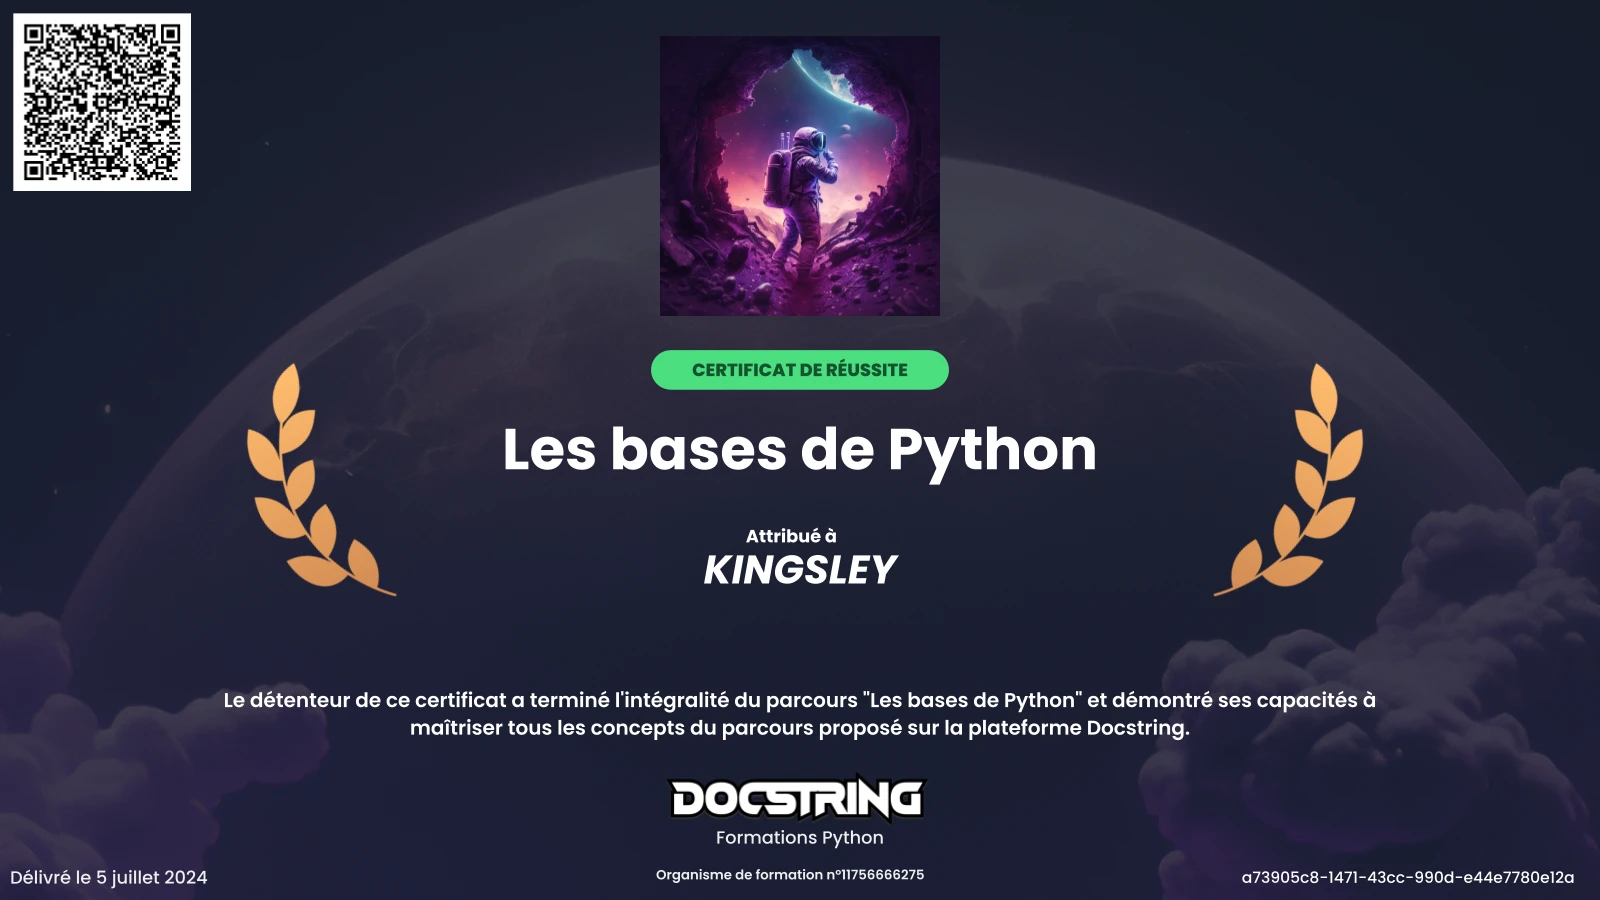 CERTIFICAT DE RÉUSSITE
Les bases de Python
Attribué à
KINGSLEY
Le détenteur de ce certificat a terminé l'intégralité du parcours "Les bases de Python" et démontré ses capacités à
maîtriser tous les concepts du parcours proposé sur la plateforme Docstring.
DOCSTRING
Formations Python
Délivré le 5 juillet 2024
Organisme de formation n°11756666275
a73905c8-1471-43cc-990d-e44e7780e12a